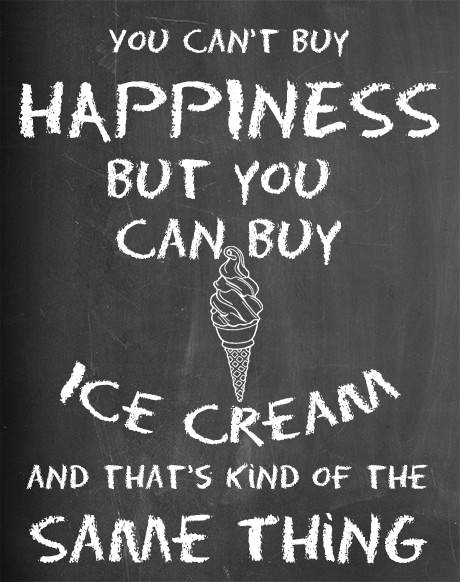 YOU CAN'T BUY
HAPPINESS
BUT YOU
CAN BUY
ICE CREAM
AND THAT'S KIND OF THE
SAME THING